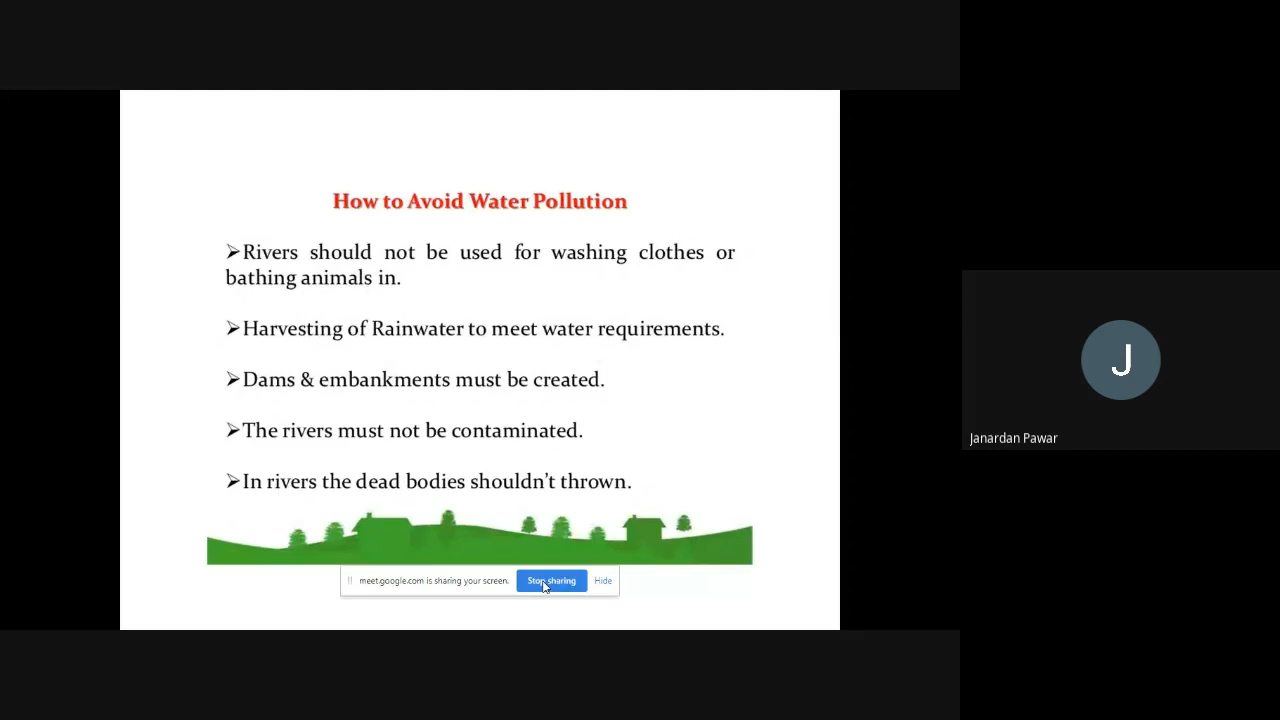 How to Avoid Water Pollution
➢Rivers should not be used for washing clothes or
bathing animals in.
➢Harvesting of Rainwater to meet water requirements.
➢Dams & embankments must be created.
➢The rivers must not be contaminated.
➢In rivers the dead bodies shouldn't thrown.
meet.google.com is sharing your screen. Stop sharing Hide
J
Janardan Pawar